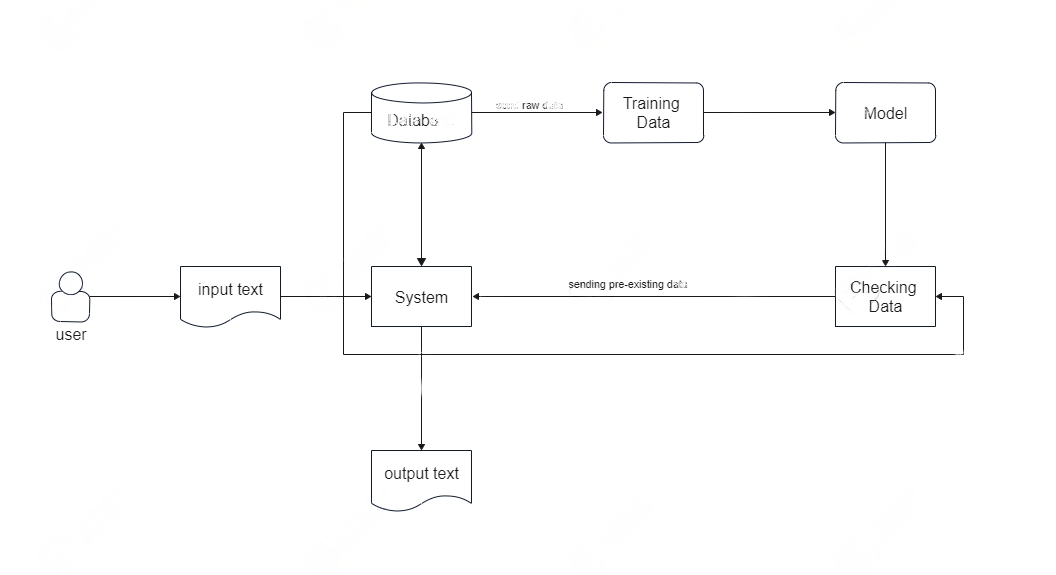 raw data
Training
Data
Model
input text
System
sending pre-existing data
Checking
Data
user
output text